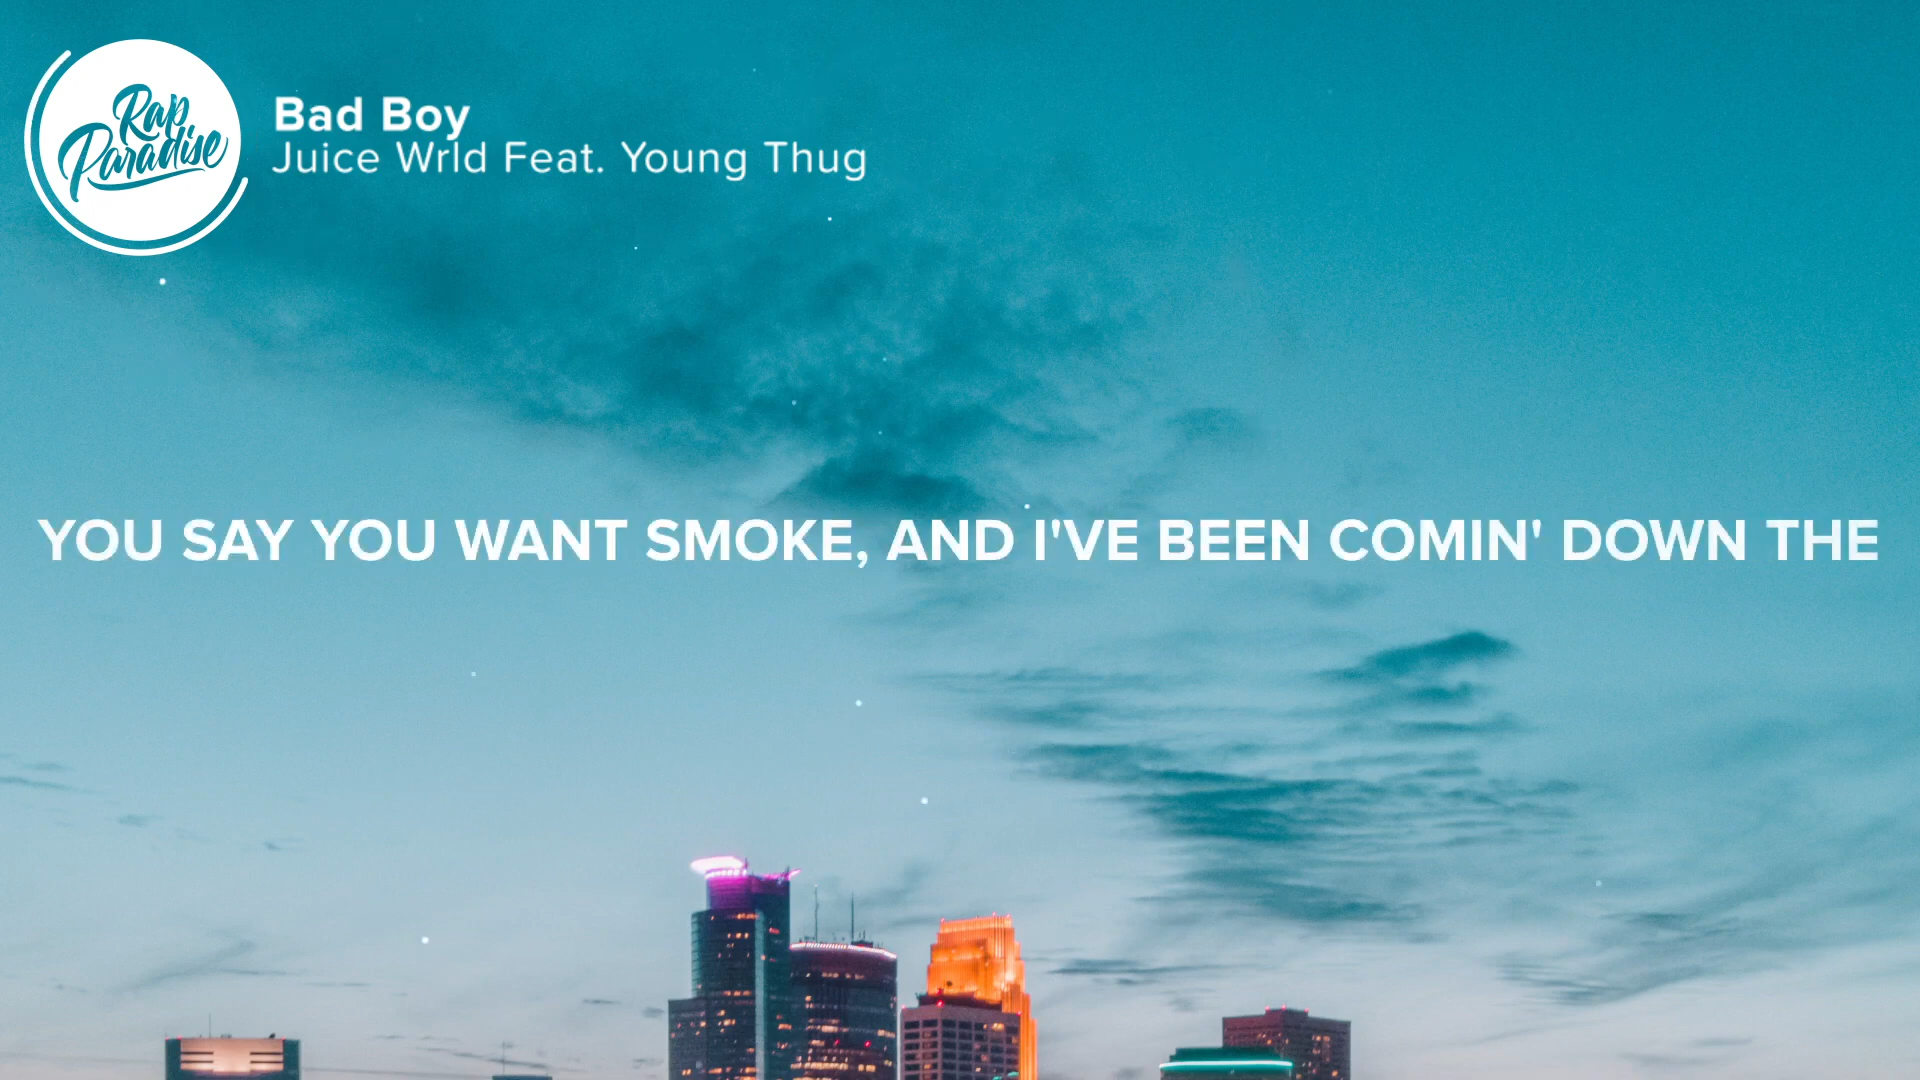 Rap
Paradise
Bad Boy
Juice Wrld Feat. Young Thug
YOU SAY YOU WANT SMOKE, AND I'VE BEEN COMIN' DOWN THE